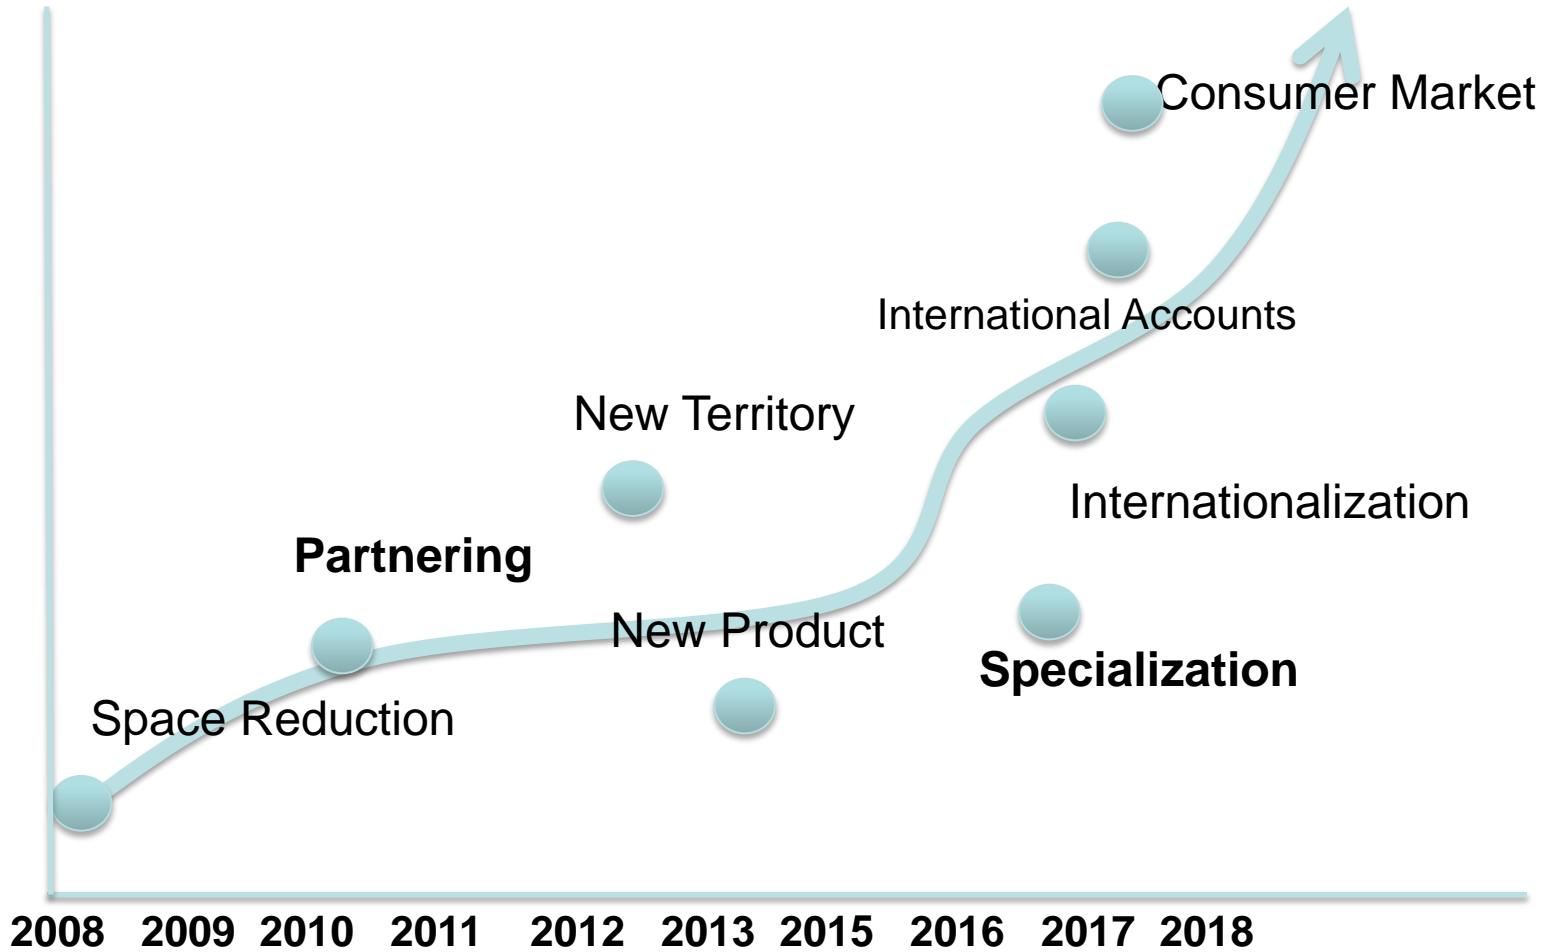 Consumer Market
International Accounts
New Territory
Internationalization
Partnering
New Product
Specialization
Space Reduction
2008 2009 2010 2011 2012 2013 2015 2016 2017 2018